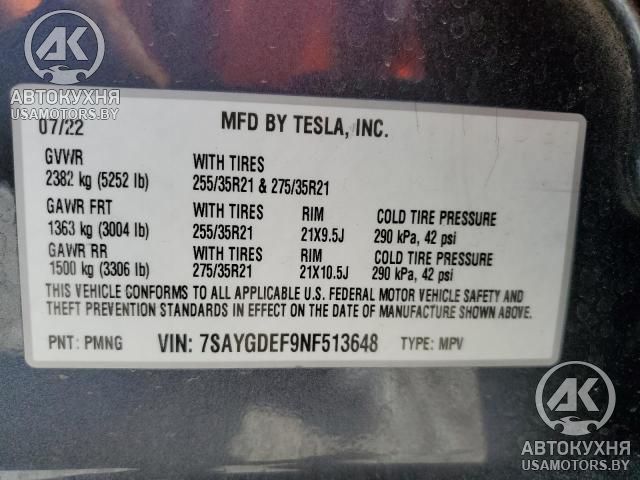 AK
АВТОКУХНЯ
USAMOTORS.BY
07/22 MFD BY TESLA, INC.
GVWR WITH TIRES
2382 kg (5252 lb) 255/35R21 & 275/35R21
GAWR FRT WITH TIRES RIM COLD TIRE PRESSURE
1363 kg (3004 lb) 255/35R21 21X9.5J 290 kPa, 42 psi
GAWR RR WITH TIRES RIM COLD TIRE PRESSURE
1500 kg (3306 lb) 275/35R21 21X10.5J 290 kPa, 42 psi
THIS VEHICLE CONFORMS TO ALL APPLICABLE U.S. FEDERAL MOTOR VEHICLE SAFETY AND
THEFT PREVENTION STANDARDS IN EFFECT ON THE DATE OF MANUFACTURE SHOWN ABOVE.
PNT: PMNG VIN: 7SAYGDEF9NF513648 TYPE: MPV
AK
АВТОКУХНЯ
USAMOTORS.BY